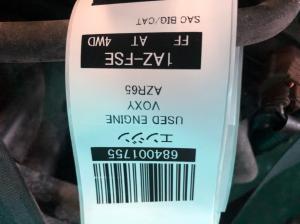 684001755
エンジン
USED ENGINE
VOXY
AZR65
FF AT 4WD
1AZ-FSE
SAC BIG/CAT